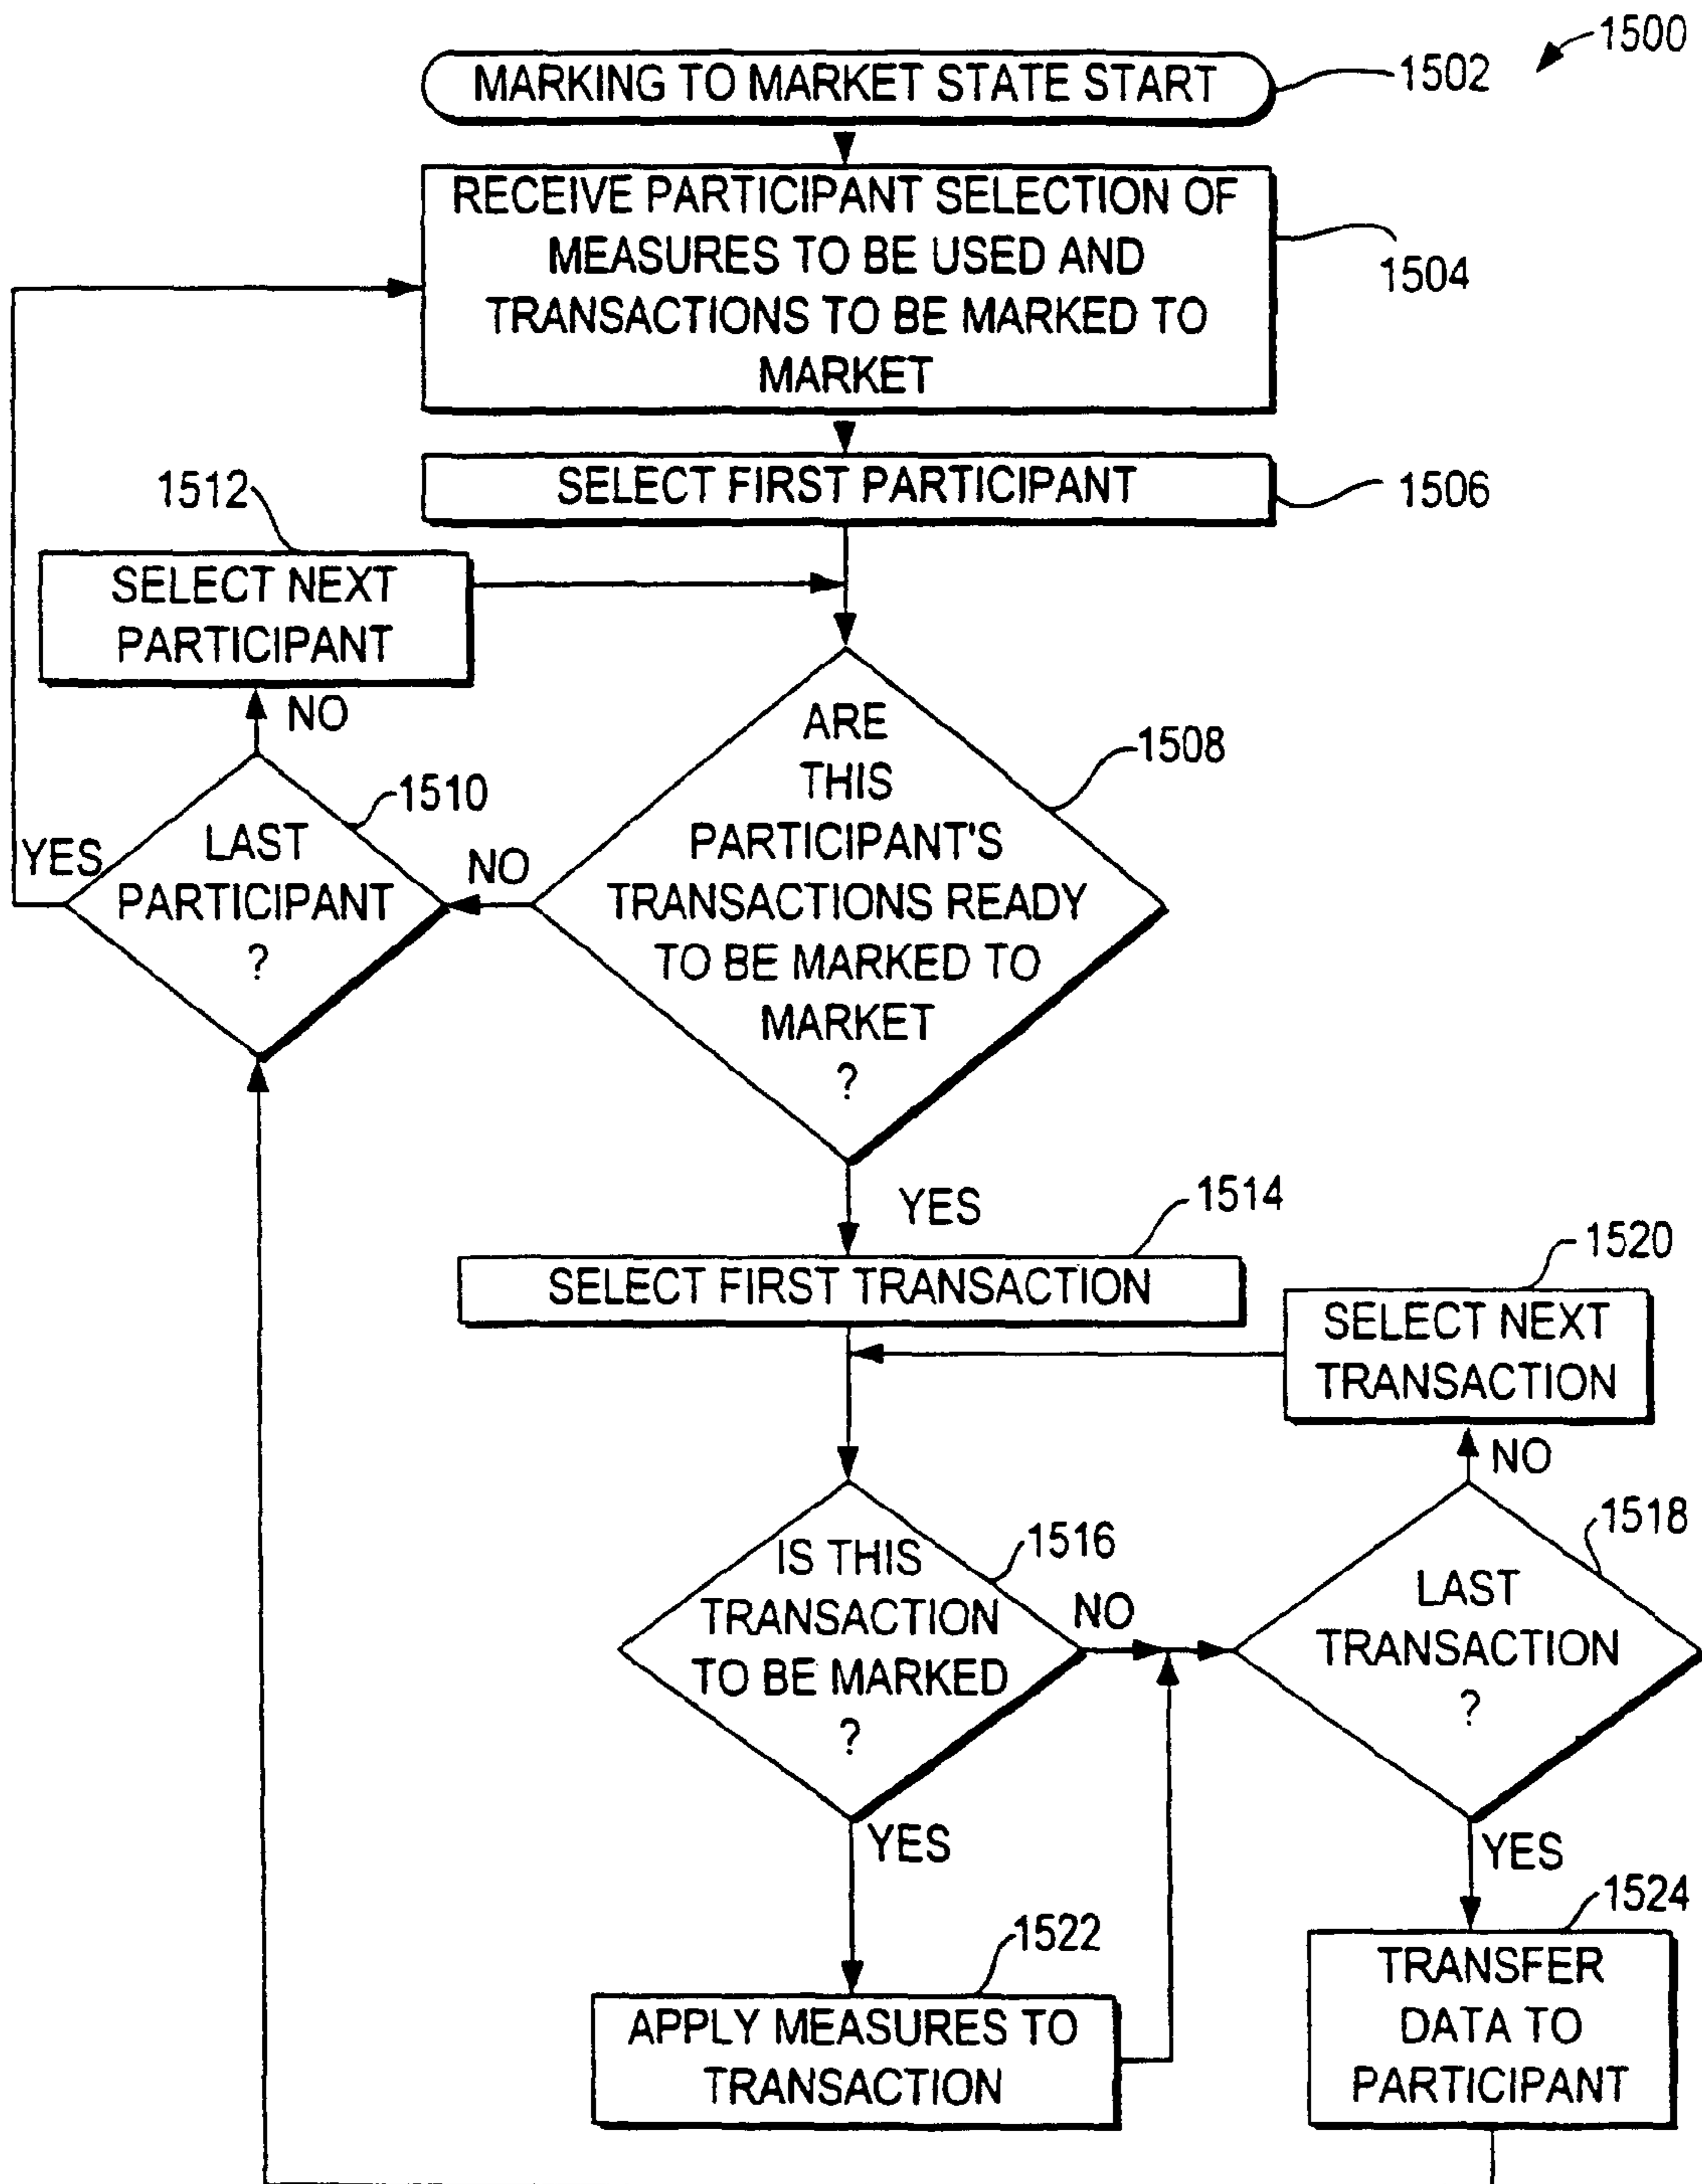 1500
MARKING TO MARKET STATE START
1502
RECEIVE PARTICIPANT SELECTION OF
MEASURES TO BE USED AND
TRANSACTIONS TO BE MARKED TO
MARKET
1504
SELECT FIRST PARTICIPANT
1506
1512
SELECT NEXT
PARTICIPANT
NO
ARE
THIS
PARTICIPANT'S
TRANSACTIONS READY
TO BE MARKED TO
MARKET
?
1508
1510
YES
LAST
PARTICIPANT
?
NO
YES
1514
SELECT FIRST TRANSACTION
1520
SELECT NEXT
TRANSACTION
NO
IS THIS
TRANSACTION
TO BE MARKED
?
1516
NO
1518
LAST
TRANSACTION
?
YES
YES
1522
APPLY MEASURES TO
TRANSACTION
1524
TRANSFER
DATA TO
PARTICIPANT